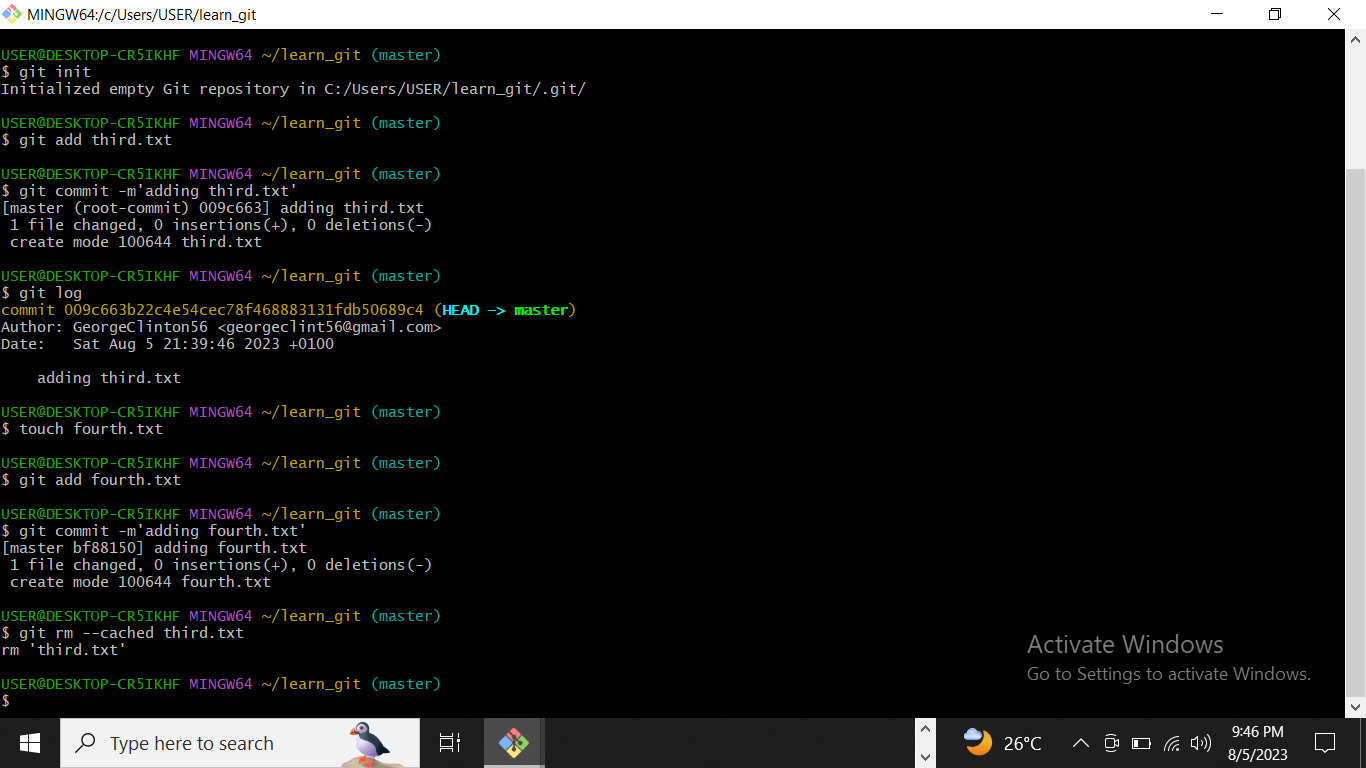 MINGW64:/c/Users/USER/learn_git
USER@DESKTOP-CR5IKHF MINGW64 ~/learn_git (master)
$ git init
Initialized empty Git repository in C:/Users/USER/learn_git/.git/
USER@DESKTOP-CR5IKHF MINGW64 ~/learn_git (master)
$ git add third.txt
USER@DESKTOP-CR5IKHF MINGW64 ~/learn_git (master)
$ git commit -m'adding third.txt'
[master (root-commit) 009c663] adding third.txt
 1 file changed, 0 insertions(+), 0 deletions(-)
 create mode 100644 third.txt
USER@DESKTOP-CR5IKHF MINGW64 ~/learn_git (master)
$ git log
commit 009c663b22c4e54cec78f468883131fdb50689c4 (HEAD -> master)
Author: GeorgeClinton56 <georgeclint56@gmail.com>
Date:   Sat Aug 5 21:39:46 2023 +0100
    adding third.txt
USER@DESKTOP-CR5IKHF MINGW64 ~/learn_git (master)
$ touch fourth.txt
USER@DESKTOP-CR5IKHF MINGW64 ~/learn_git (master)
$ git add fourth.txt
USER@DESKTOP-CR5IKHF MINGW64 ~/learn_git (master)
$ git commit -m'adding fourth.txt'
[master bf88150] adding fourth.txt
 1 file changed, 0 insertions(+), 0 deletions(-)
 create mode 100644 fourth.txt
USER@DESKTOP-CR5IKHF MINGW64 ~/learn_git (master)
$ git rm --cached third.txt
rm 'third.txt'
USER@DESKTOP-CR5IKHF MINGW64 ~/learn_git (master)
$
Activate Windows
Go to Settings to activate Windows.
Type here to search
26°C
9:46 PM
8/5/2023